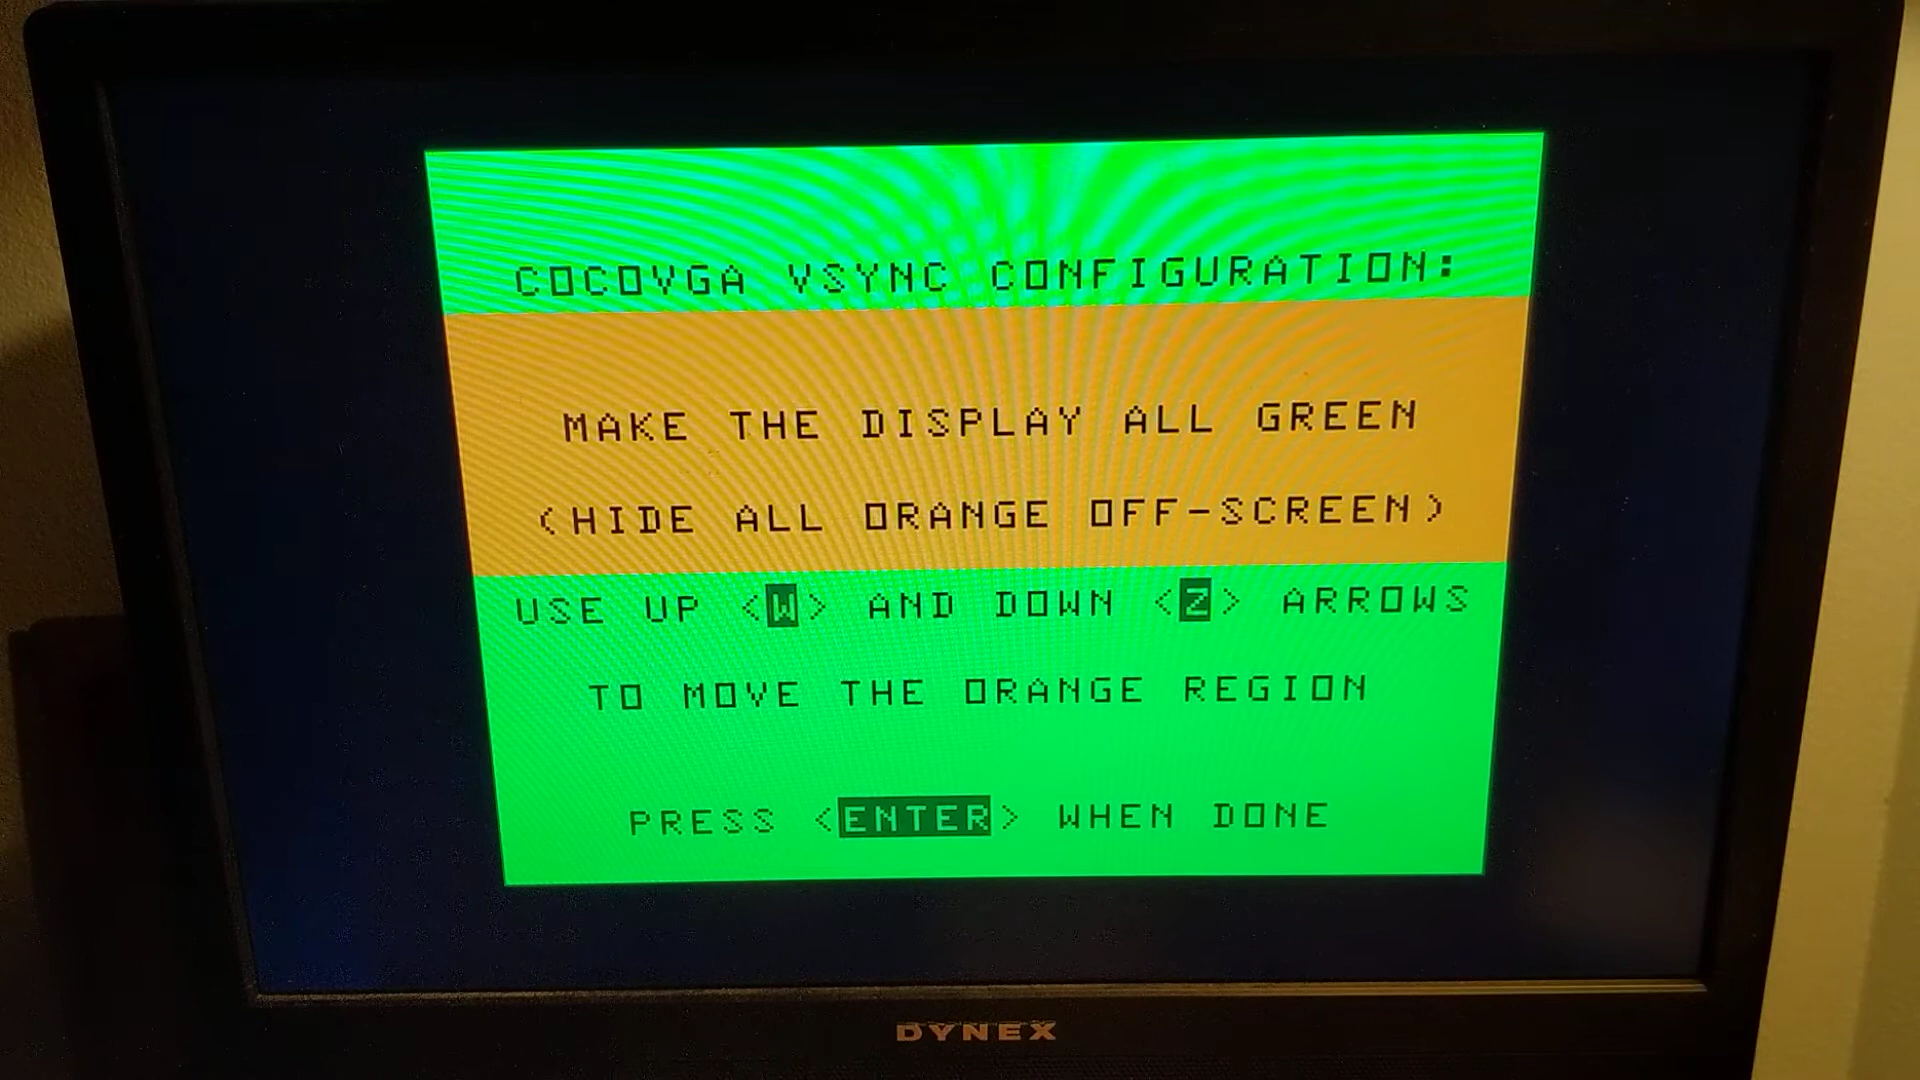 COCOVGA VSYNC CONFIGURATION:
MAKE THE DISPLAY ALL GREEN
(HIDE ALL ORANGE OFF-SCREEN)
USE UP <W> AND DOWN <Z> ARROWS
TO MOVE THE ORANGE REGION
PRESS <ENTER> WHEN DONE
DYNEX